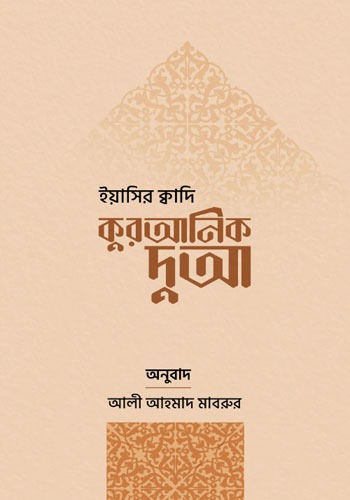 ইয়াসির ক্বাদি
কুরআনিক
দুআ
অনুবাদ
আলী আহমাদ মাবরুর